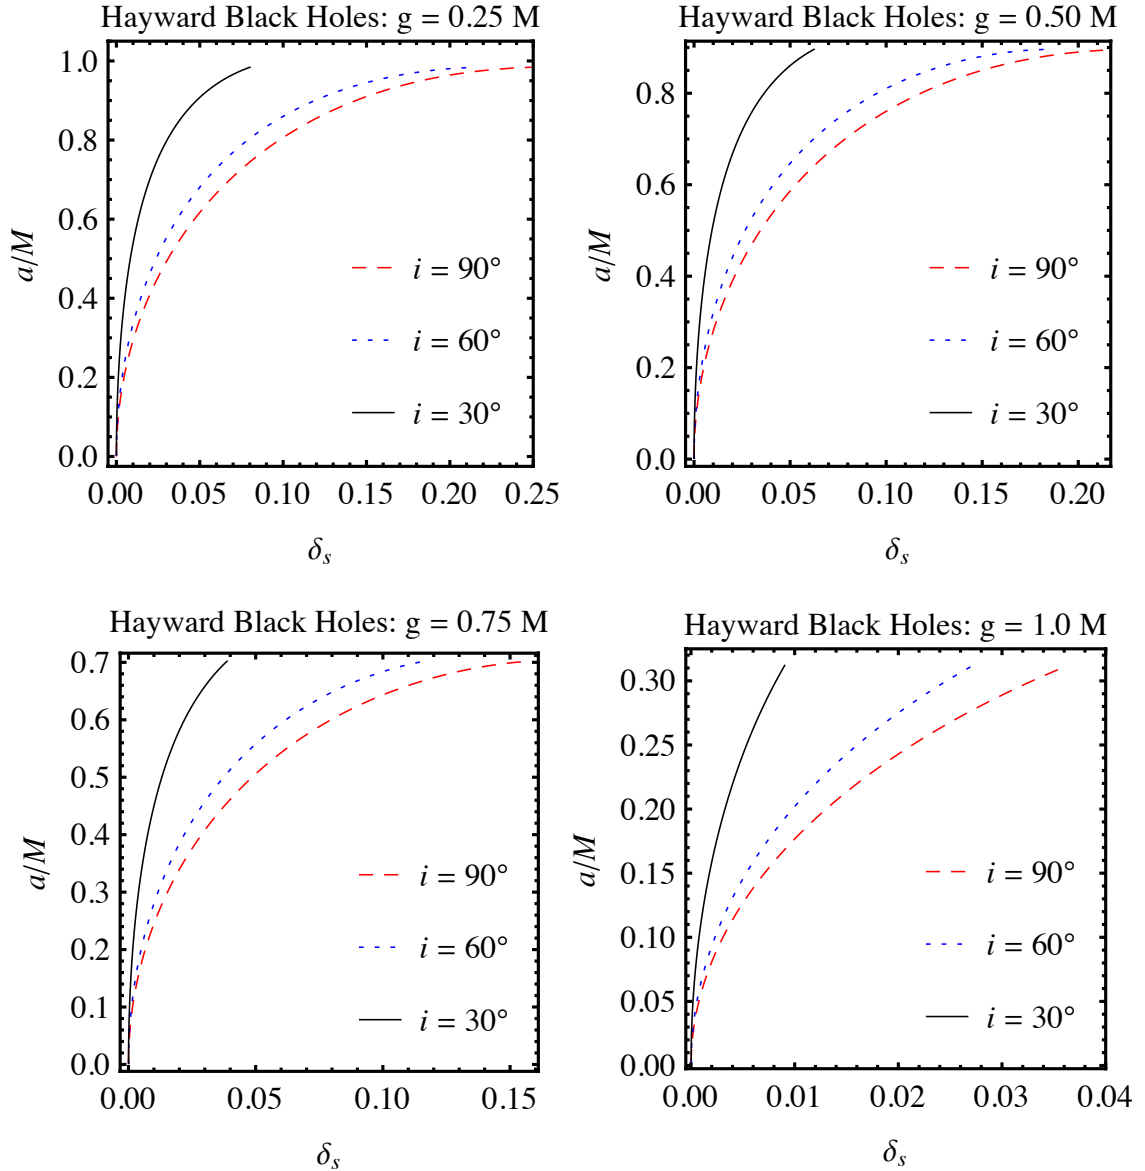 Hayward Black Holes: g = 0.25 M
1.0
0.8
0.6
0.4
0.2
0.0
a/M
i = 90°
i = 60°
i = 30°
0.00 0.05 0.10 0.15 0.20 0.25
δs
Hayward Black Holes: g = 0.50 M
0.8
0.6
0.4
0.2
0.0
a/M
i = 90°
i = 60°
i = 30°
0.00 0.05 0.10 0.15 0.20
δs
Hayward Black Holes: g = 0.75 M
0.7
0.6
0.5
0.4
0.3
0.2
0.1
0.0
a/M
i = 90°
i = 60°
i = 30°
0.00 0.05 0.10 0.15
δs
Hayward Black Holes: g = 1.0 M
0.30
0.25
0.20
0.15
0.10
0.05
0.00
a/M
i = 90°
i = 60°
i = 30°
0.00 0.01 0.02 0.03 0.04
δs